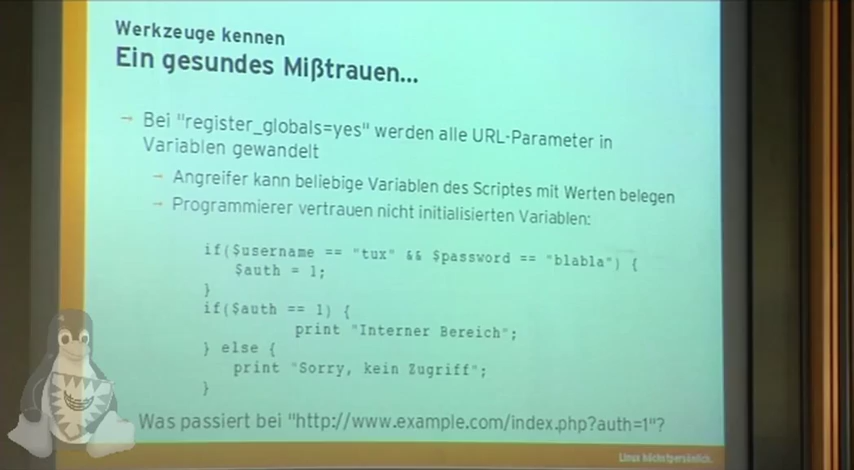 Werkzeuge kennen
Ein gesundes Mißtrauen...
→ Bei "register_globals=yes" werden alle URL-Parameter in
Variablen gewandelt
→ Angreifer kann beliebige Variablen des Scriptes mit Werten belegen
→ Programmierer vertrauen nicht initialisierten Variablen:
if($username == "tux" && $password == "blabla") {
$auth = 1;
}
if($auth == 1) {
print "Interner Bereich";
} else {
print "Sorry, kein Zugriff";
}
Was passiert bei "http://www.example.com/index.php?auth=1"?
Linux höchstpersönlich.